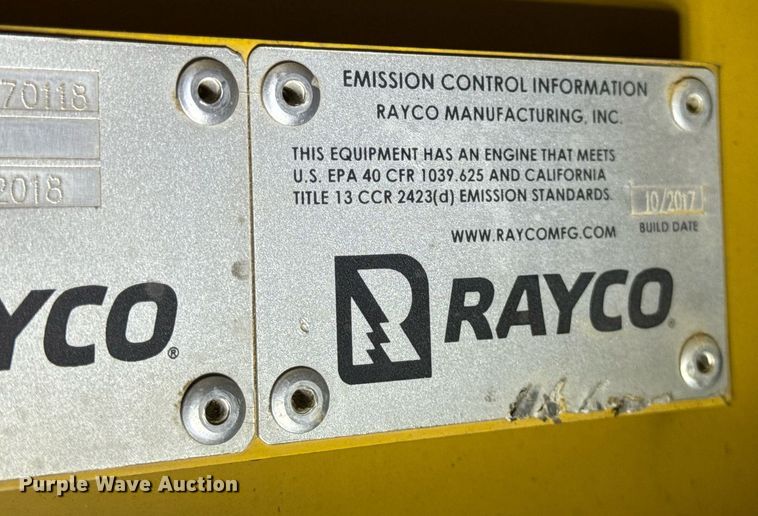 70118
2018
YCO®
EMISSION CONTROL INFORMATION
RAYCO MANUFACTURING, INC.
THIS EQUIPMENT HAS AN ENGINE THAT MEETS
U.S. EPA 40 CFR 1039.625 AND CALIFORNIA
TITLE 13 CCR 2423(d) EMISSION STANDARDS.
10/2017
BUILD DATE
WWW.RAYCOMFG.COM
R RAYCO®
Purple Wave Auction